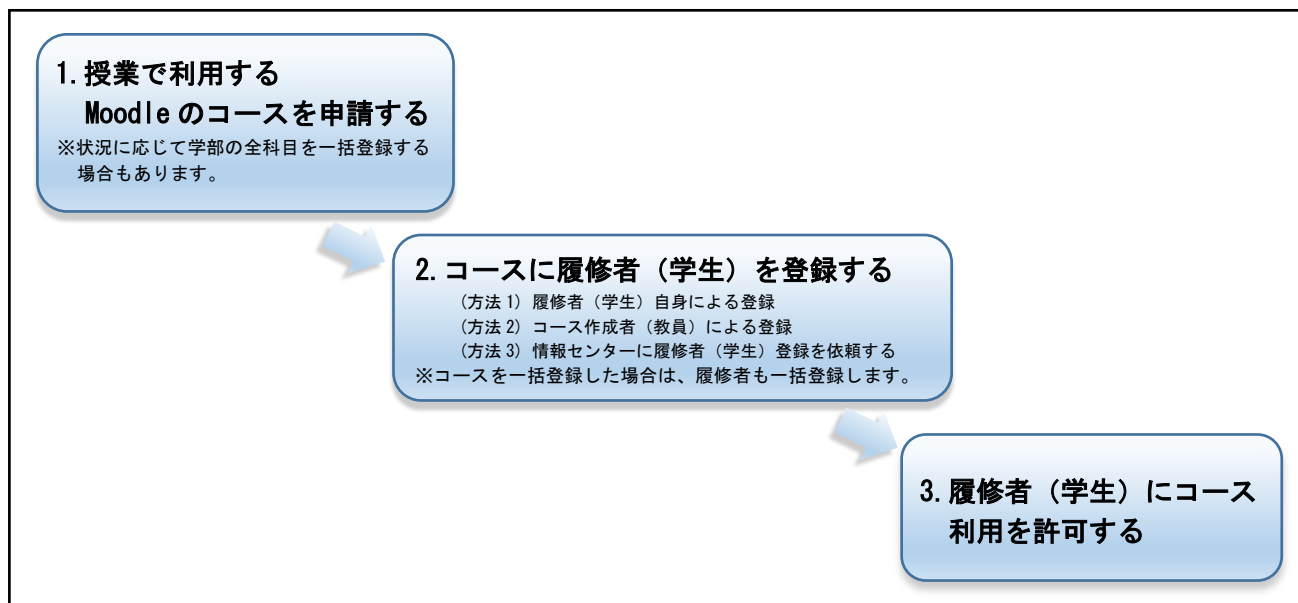 1. 授業で利用する
Moodle のコースを申請する
※状況に応じて学部の全科目を一括登録する
場合もあります。
2. コースに履修者（学生）を登録する
（方法 1）履修者（学生）自身による登録
（方法 2）コース作成者（教員）による登録
（方法 3）情報センターに履修者（学生）登録を依頼する
※コースを一括登録した場合は、履修者も一括登録します。
3. 履修者（学生）にコース
利用を許可する